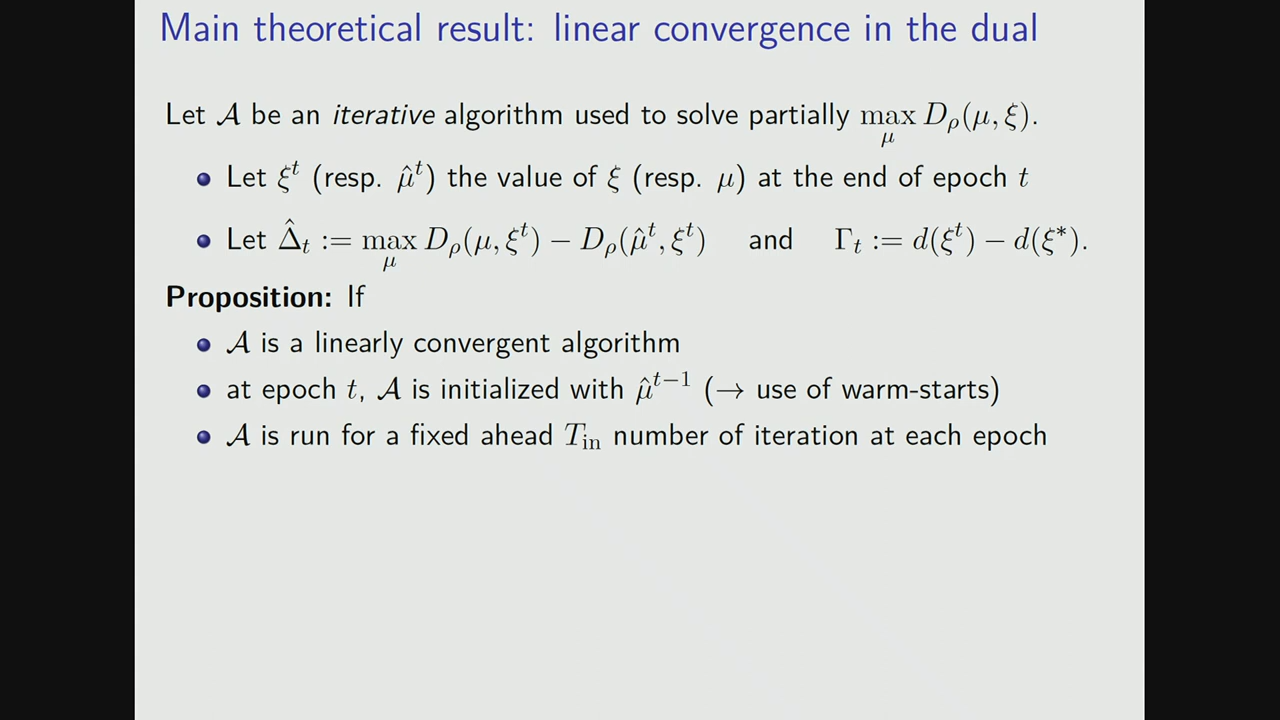 Main theoretical result: linear convergence in the dual
Let 𝒜 be an iterative algorithm used to solve partially max_μ D_ρ(μ, ξ).
• Let ξ^t (resp. μ̂^t) the value of ξ (resp. μ) at the end of epoch t
• Let Δ̂_t := max_μ D_ρ(μ, ξ^t) − D_ρ(μ̂^t, ξ^t) and Γ_t := d(ξ^t) − d(ξ*).
Proposition: If
• 𝒜 is a linearly convergent algorithm
• at epoch t, 𝒜 is initialized with μ̂^{t−1} (→ use of warm-starts)
• 𝒜 is run for a fixed ahead T_in number of iteration at each epoch